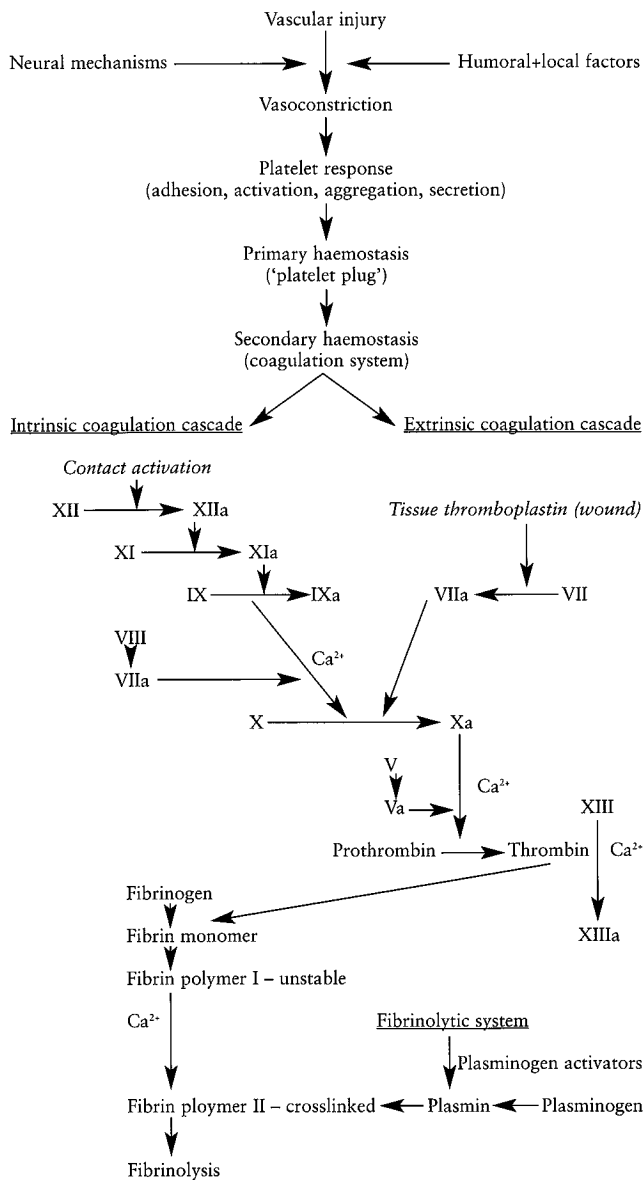 Vascular injury
Neural mechanisms
Humoral+local factors
Vasoconstriction
Platelet response
(adhesion, activation, aggregation, secretion)
Primary haemostasis
(‘platelet plug’)
Secondary haemostasis
(coagulation system)
Intrinsic coagulation cascade
Extrinsic coagulation cascade
Contact activation
XII
XIIa
Tissue thromboplastin (wound)
XI
XIa
IX
IXa
VIIa
VII
VIII
Ca²⁺
VIIa
X
Xa
V
Ca²⁺
Va
XIII
Prothrombin
Thrombin
Ca²⁺
Fibrinogen
Fibrin monomer
XIIIa
Fibrin polymer I – unstable
Ca²⁺
Fibrinolytic system
Plasminogen activators
Fibrin ploymer II – crosslinked
Plasmin
Plasminogen
Fibrinolysis